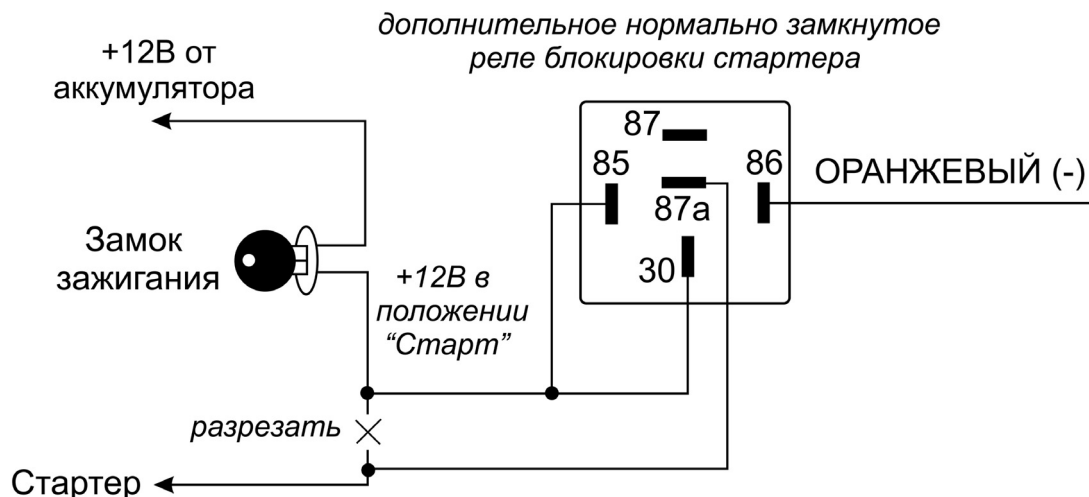 дополнительное нормально замкнутое
реле блокировки стартера
+12В от
аккумулятора
87
85
86
87а
30
ОРАНЖЕВЫЙ (-)
Замок
зажигания
+12В в
положении
“Старт”
разрезать
Стартер